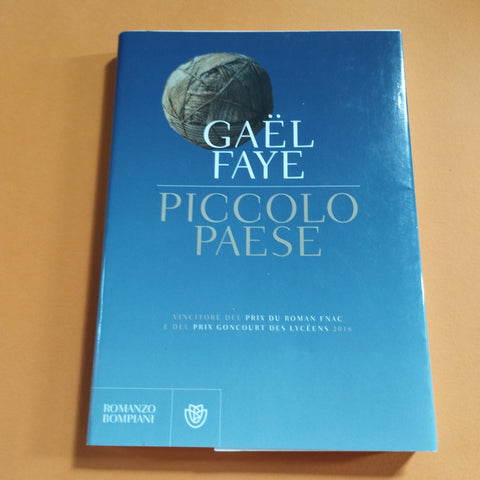 GAËL
FAYE
PICCOLO
PAESE
VINCITORE DEL PRIX DU ROMAN FNAC
E DEL PRIX GONCOURT DES LYCÉENS 2016
ROMANZO
BOMPIANI